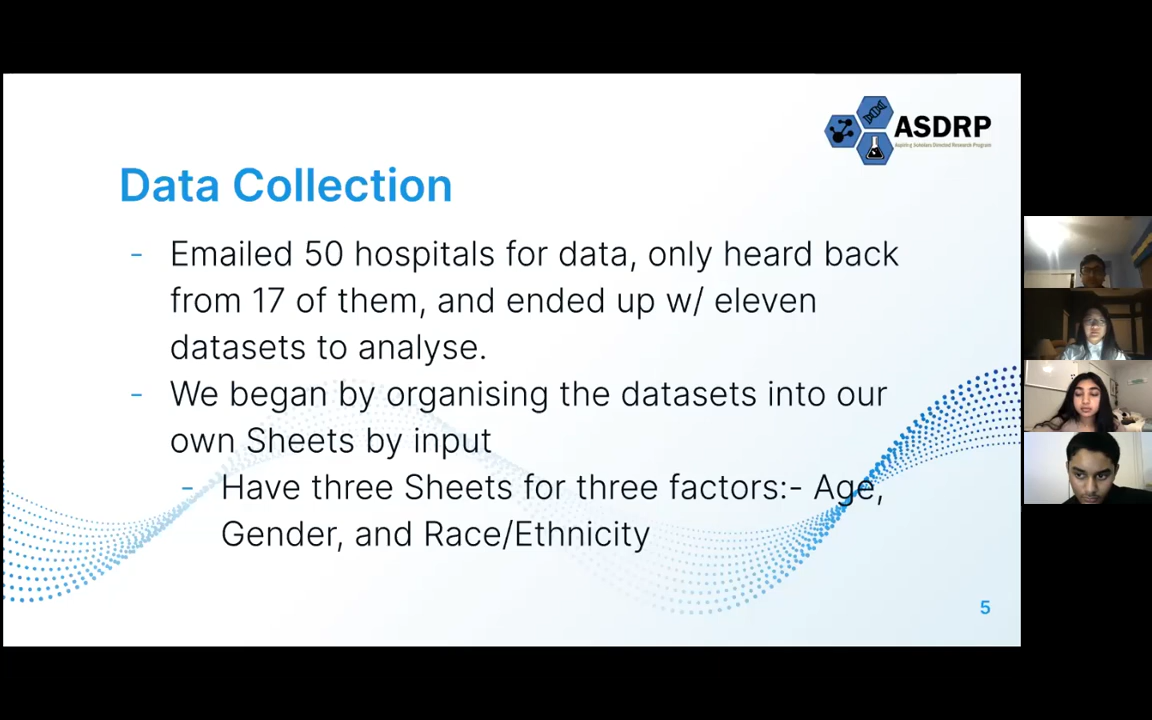 ASDRP
Aspiring Scholars Directed Research Program
Data Collection
- Emailed 50 hospitals for data, only heard back
from 17 of them, and ended up w/ eleven
datasets to analyse.
- We began by organising the datasets into our
own Sheets by input
- Have three Sheets for three factors:- Age,
Gender, and Race/Ethnicity
5